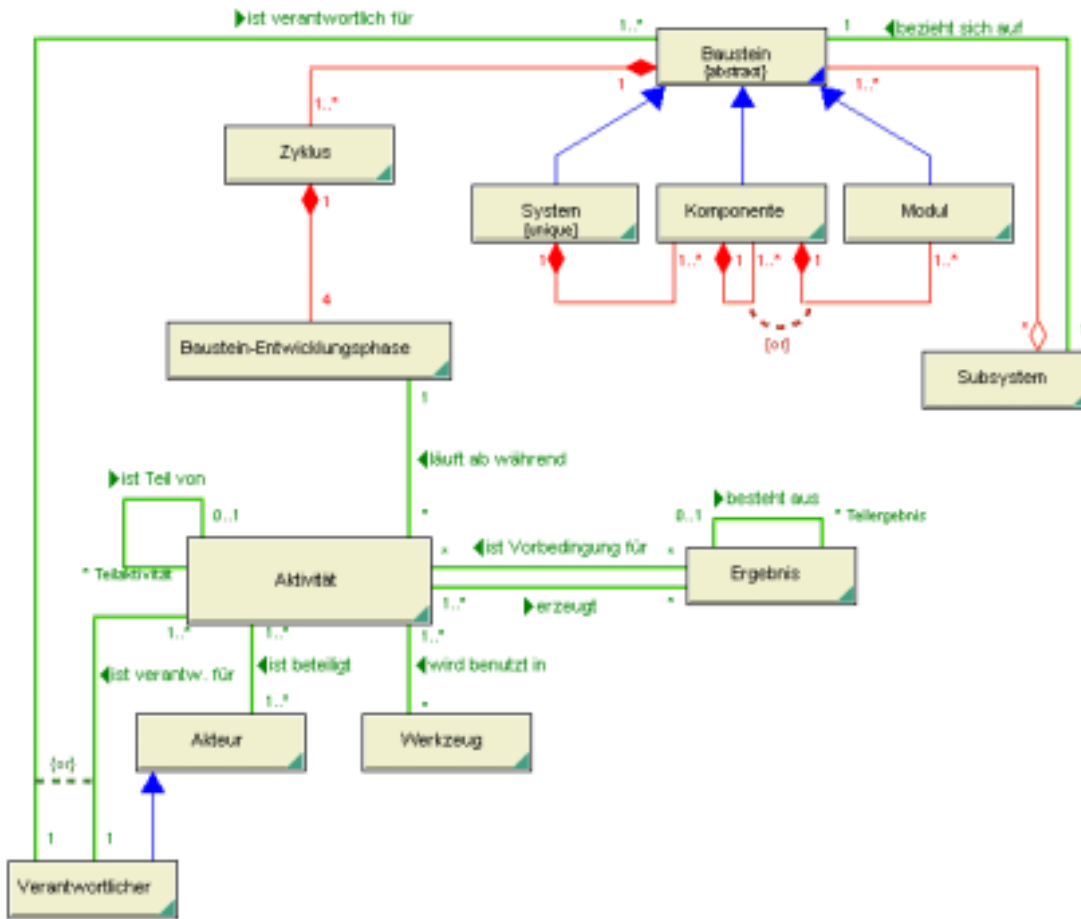 ▶ist verantwortlich für
1..*
1
◀bezieht sich auf
Baustein
{abstract}
1
1..*
1..*
Zyklus
1
System
{unique}
Komponente
Modul
1
1..*
1
1..*
1
1..*
{or}
*
Subsystem
4
Baustein-Entwicklungsphase
1
◀läuft ab während
*
▶ist Teil von
0..1
* Teilaktivität
Aktivität
▶besteht aus
0..1
* Teilergebnis
*
◀ist Vorbedingung für
*
Ergebnis
1..*
▶erzeugt
*
1..*
◀ist verantw. für
1..*
◀ist beteiligt
1..*
1..*
◀wird benutzt in
*
Akteur
Werkzeug
{or}
1
1
Verantwortlicher